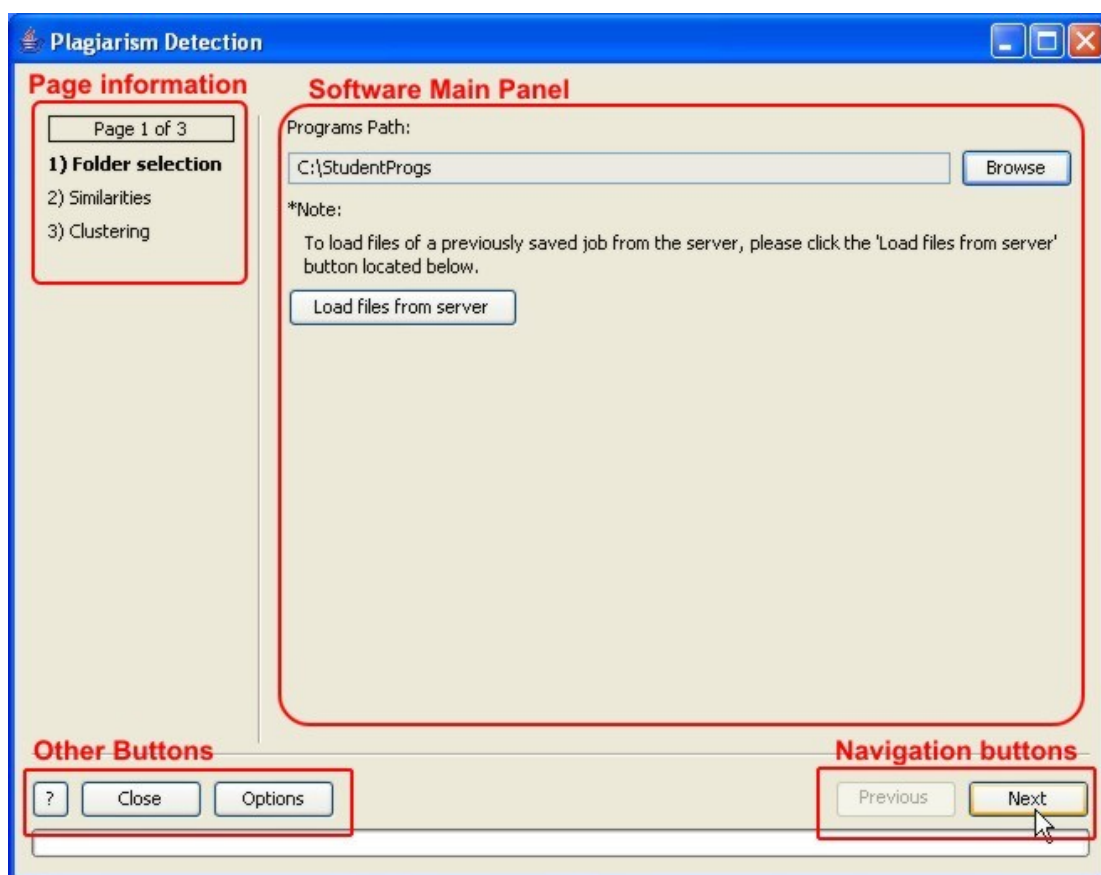 Plagiarism Detection
Page information
Software Main Panel
Page 1 of 3
1) Folder selection
2) Similarities
3) Clustering
Programs Path:
C:\StudentProgs
Browse
*Note:
To load files of a previously saved job from the server, please click the 'Load files from server'
button located below.
Load files from server
Other Buttons
Navigation buttons
?
Close
Options
Previous
Next